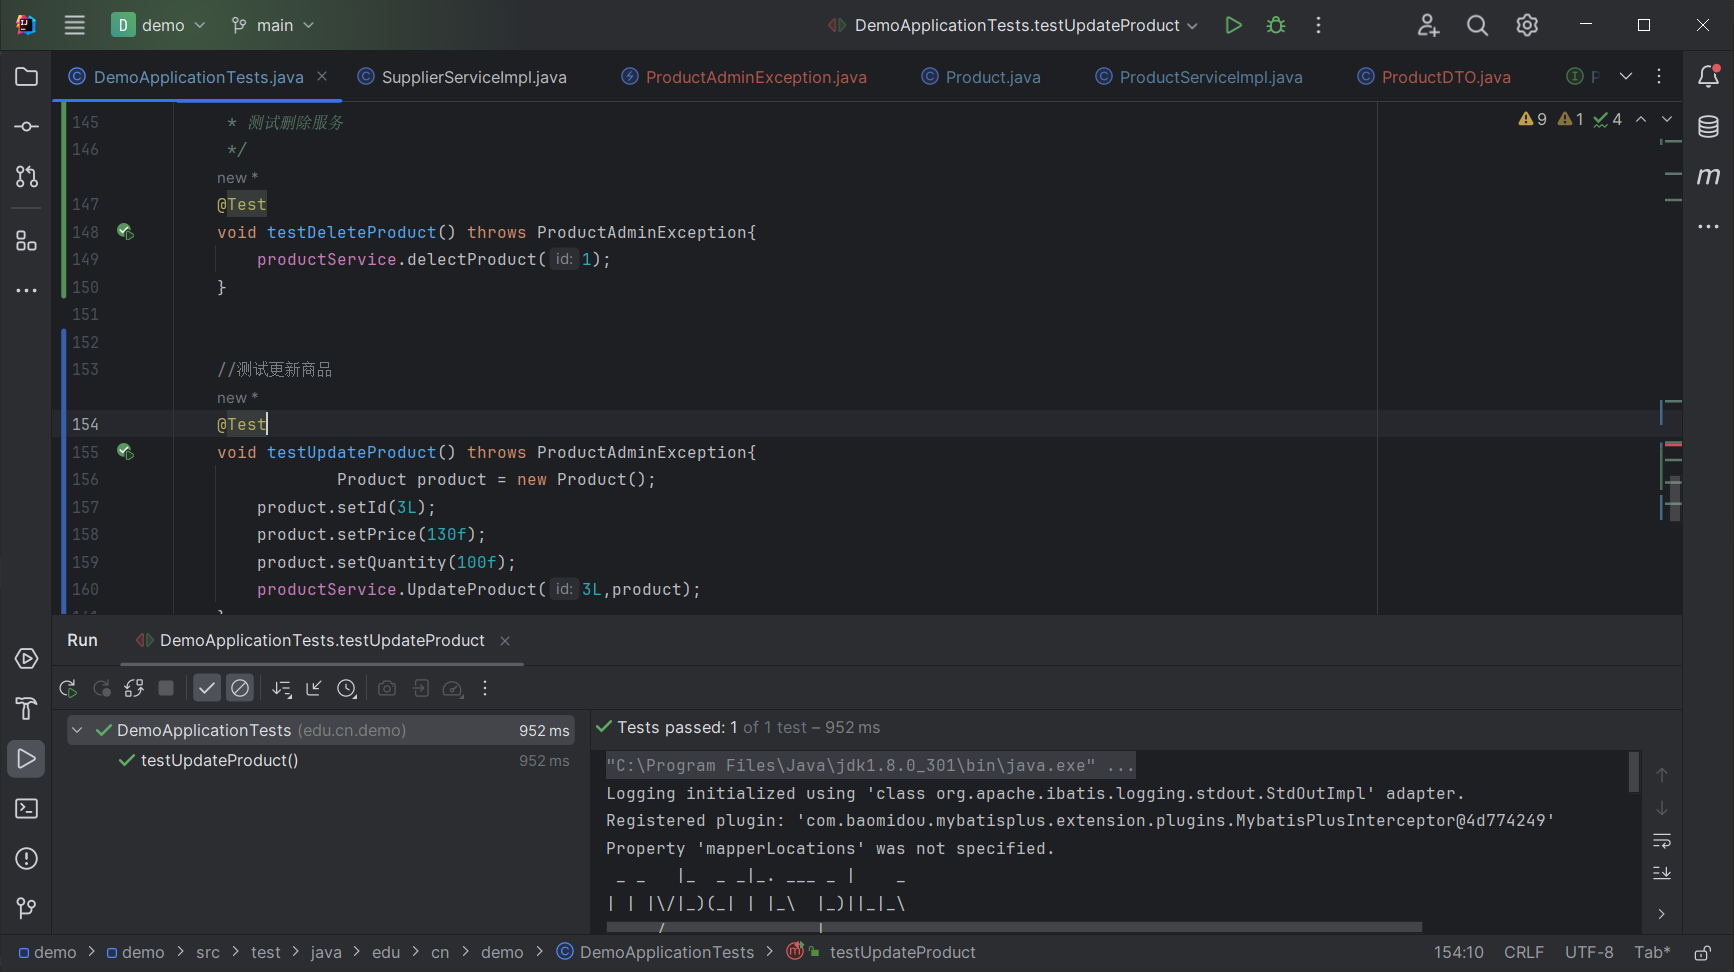 D demo main DemoApplicationTests.testUpdateProduct
DemoApplicationTests.java SupplierServiceImpl.java ProductAdminException.java Product.java ProductServiceImpl.java ProductDTO.java
9 1 4
145 * 测试删除服务
146 */
new *
147 @Test
148 void testDeleteProduct() throws ProductAdminException{
149 productService.delectProduct( id: 1);
150 }
151
152
153 //测试更新商品
new *
154 @Test
155 void testUpdateProduct() throws ProductAdminException{
156 Product product = new Product();
157 product.setId(3L);
158 product.setPrice(130f);
159 product.setQuantity(100f);
160 productService.UpdateProduct( id: 3L,product);
Run DemoApplicationTests.testUpdateProduct
DemoApplicationTests (edu.cn.demo) 952 ms
testUpdateProduct() 952 ms
Tests passed: 1 of 1 test – 952 ms
"C:\Program Files\Java\jdk1.8.0_301\bin\java.exe" ...
Logging initialized using 'class org.apache.ibatis.logging.stdout.StdOutImpl' adapter.
Registered plugin: 'com.baomidou.mybatisplus.extension.plugins.MybatisPlusInterceptor@4d774249'
Property 'mapperLocations' was not specified.
 _ _   |_  _ _|_. ___ _ |    _
| | |\/|_)(_| | |_\  |_)||_|_\
demo > demo > src > test > java > edu > cn > demo > DemoApplicationTests > testUpdateProduct 154:10 CRLF UTF-8 Tab*